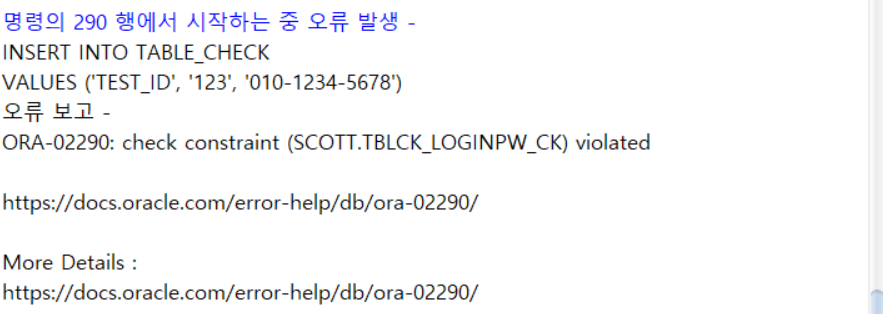 명령의 290 행에서 시작하는 중 오류 발생 -
INSERT INTO TABLE_CHECK
VALUES ('TEST_ID', '123', '010-1234-5678')
오류 보고 -
ORA-02290: check constraint (SCOTT.TBLCK_LOGINPW_CK) violated
https://docs.oracle.com/error-help/db/ora-02290/
More Details :
https://docs.oracle.com/error-help/db/ora-02290/